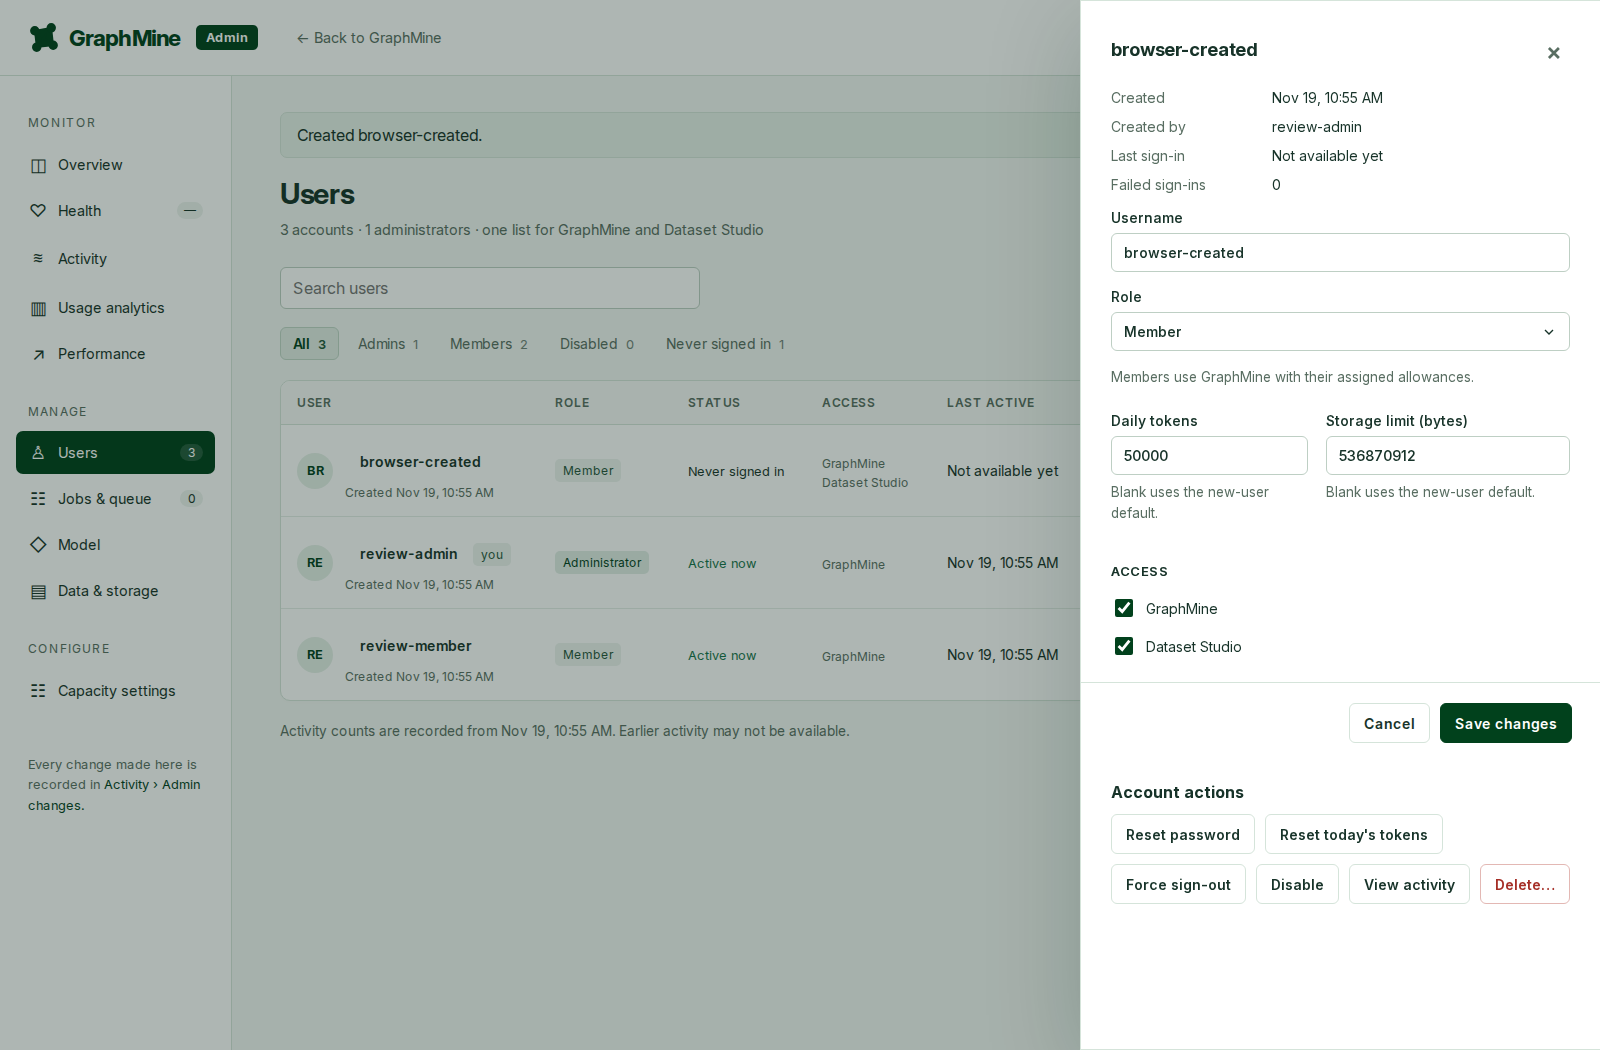 GraphMine Admin ← Back to GraphMine
MONITOR
Overview
Health —
Activity
Usage analytics
Performance
MANAGE
Users 3
Jobs & queue 0
Model
Data & storage
CONFIGURE
Capacity settings
Every change made here is
recorded in Activity › Admin
changes.
Created browser-created.
Users
3 accounts · 1 administrators · one list for GraphMine and Dataset Studio
Search users
All 3 Admins 1 Members 2 Disabled 0 Never signed in 1
USER ROLE STATUS ACCESS LAST ACTIVE
BR browser-created Member Never signed in GraphMine Not available yet
Created Nov 19, 10:55 AM Dataset Studio
RE review-admin you Administrator Active now GraphMine Nov 19, 10:55 AM
Created Nov 19, 10:55 AM
RE review-member Member Active now GraphMine Nov 19, 10:55 AM
Created Nov 19, 10:55 AM
Activity counts are recorded from Nov 19, 10:55 AM. Earlier activity may not be available.
browser-created ×
Created Nov 19, 10:55 AM
Created by review-admin
Last sign-in Not available yet
Failed sign-ins 0
Username
browser-created
Role
Member
Members use GraphMine with their assigned allowances.
Daily tokens Storage limit (bytes)
50000 536870912
Blank uses the new-user Blank uses the new-user default.
default.
ACCESS
GraphMine
Dataset Studio
Cancel Save changes
Account actions
Reset password Reset today's tokens
Force sign-out Disable View activity Delete…